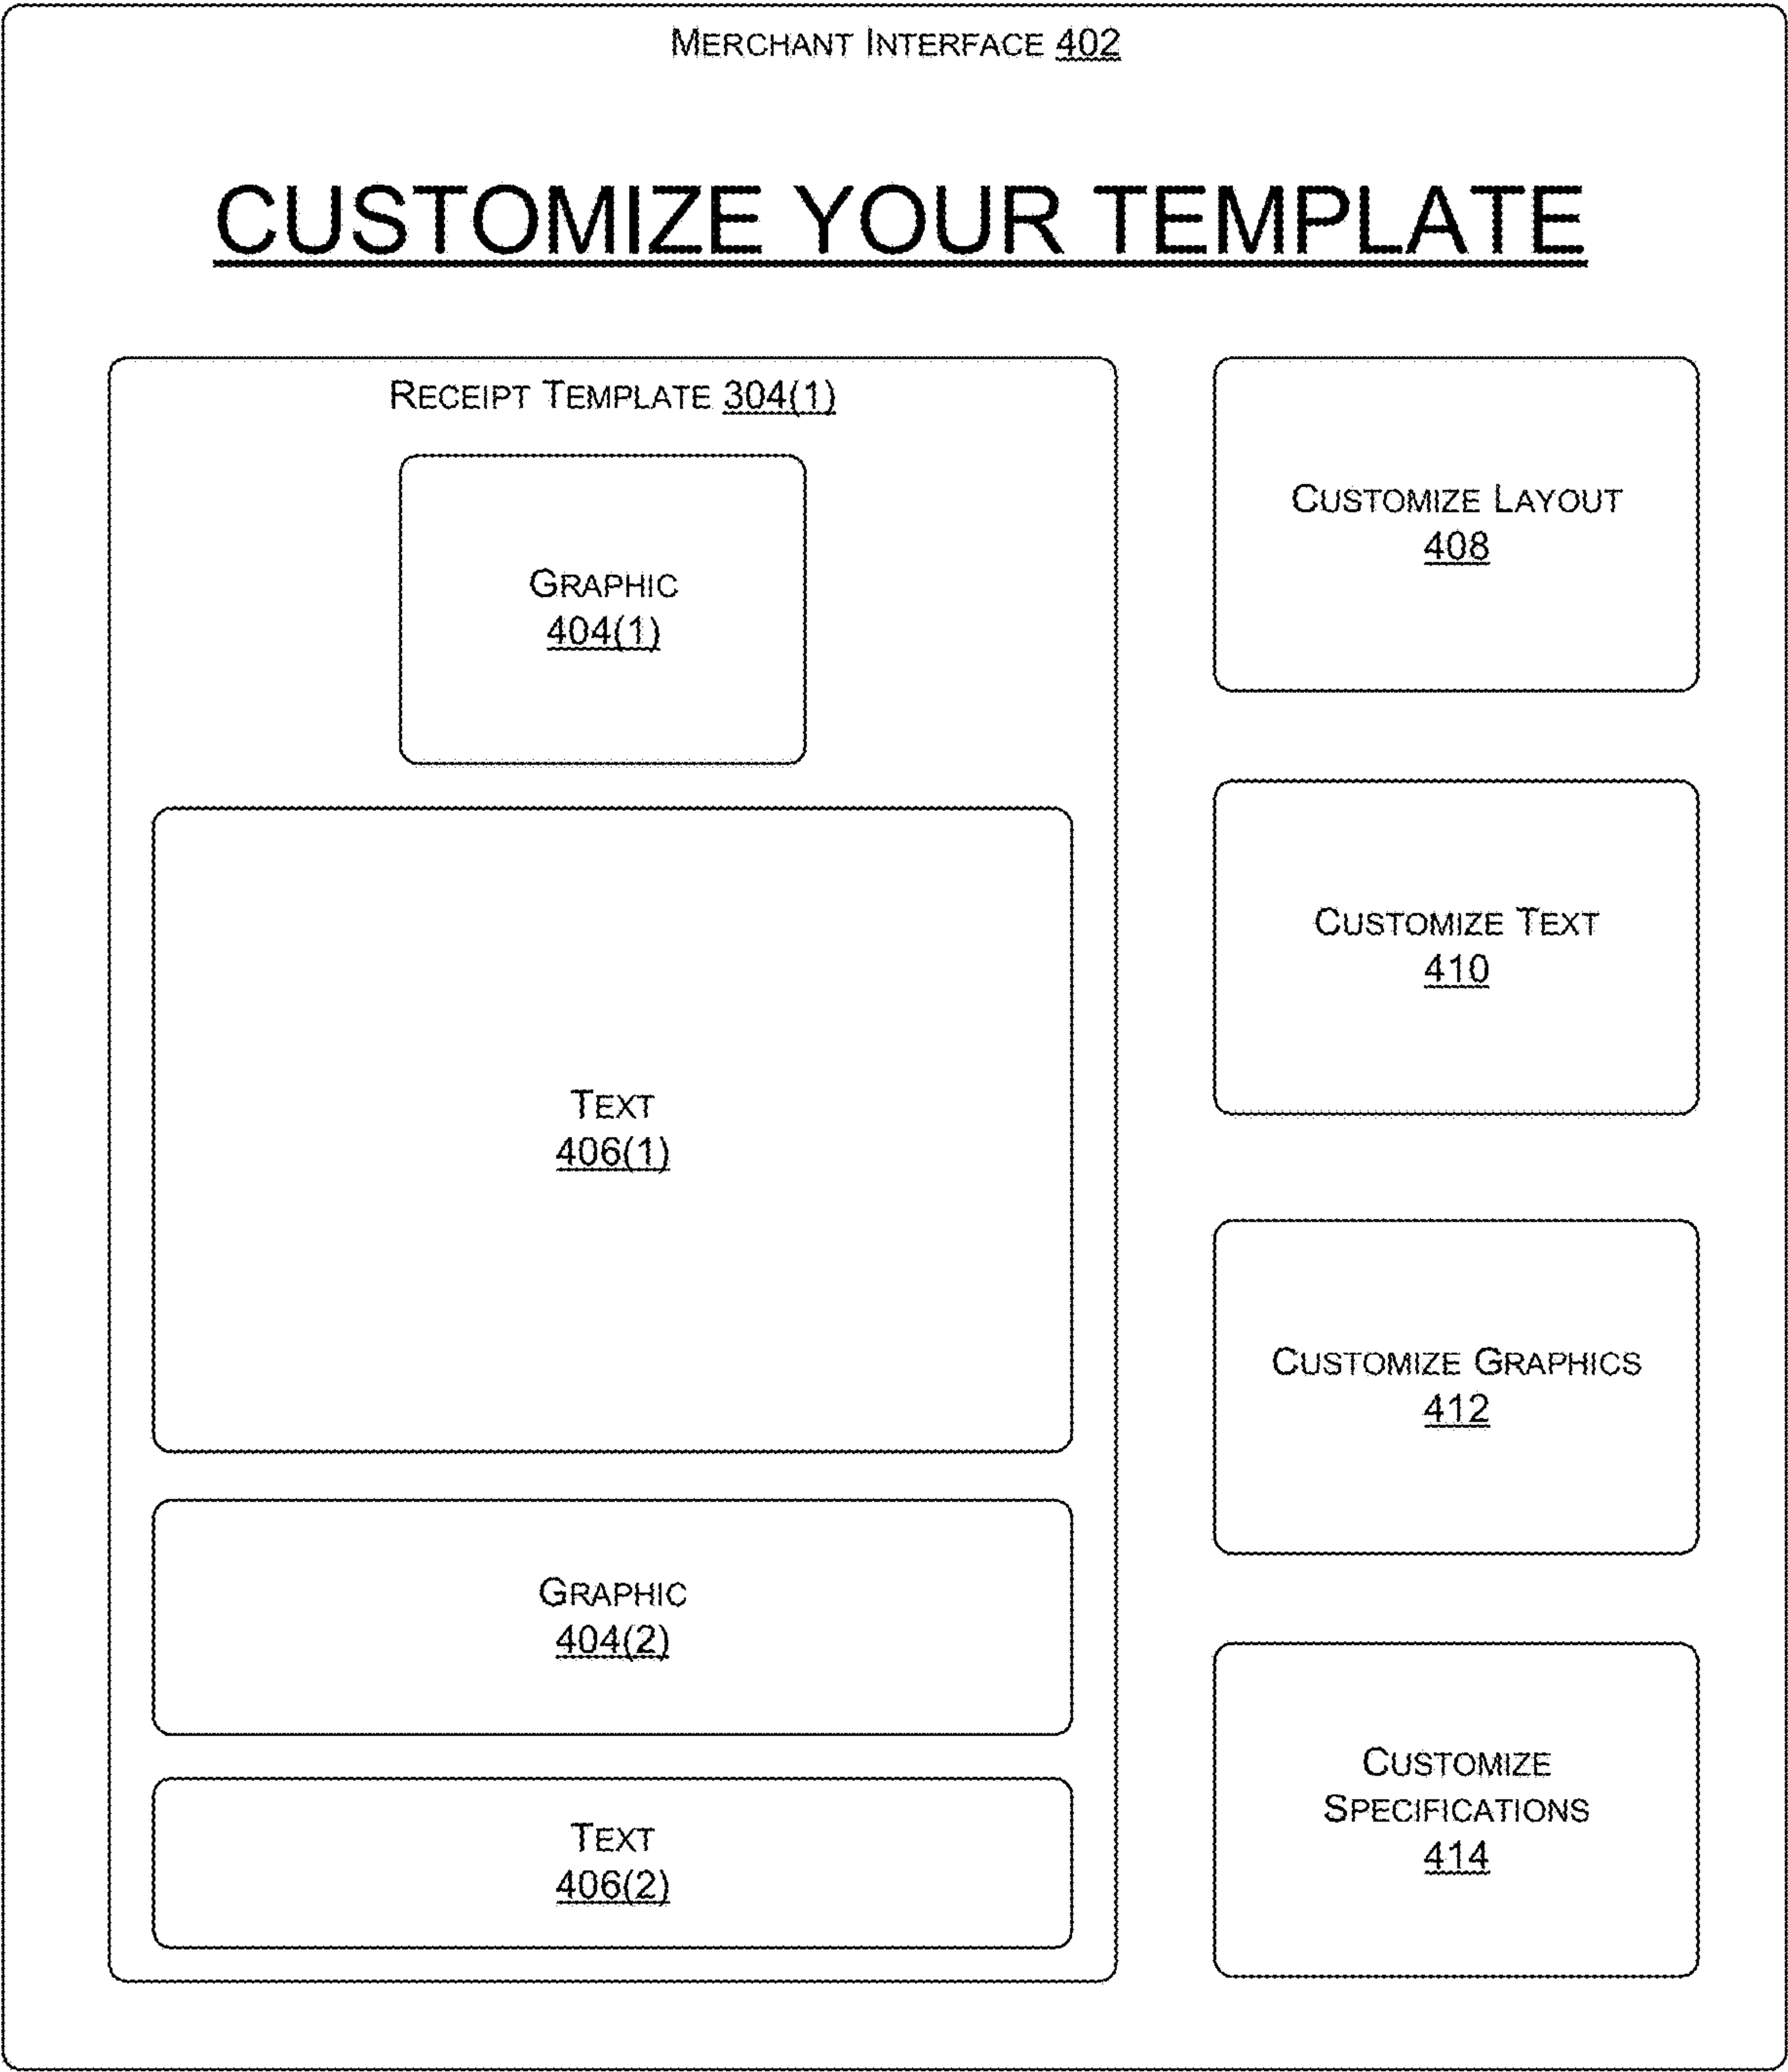 MERCHANT INTERFACE 402
CUSTOMIZE YOUR TEMPLATE
RECEIPT TEMPLATE 304(1)
GRAPHIC
404(1)
TEXT
406(1)
GRAPHIC
404(2)
TEXT
406(2)
CUSTOMIZE LAYOUT
408
CUSTOMIZE TEXT
410
CUSTOMIZE GRAPHICS
412
CUSTOMIZE
SPECIFICATIONS
414